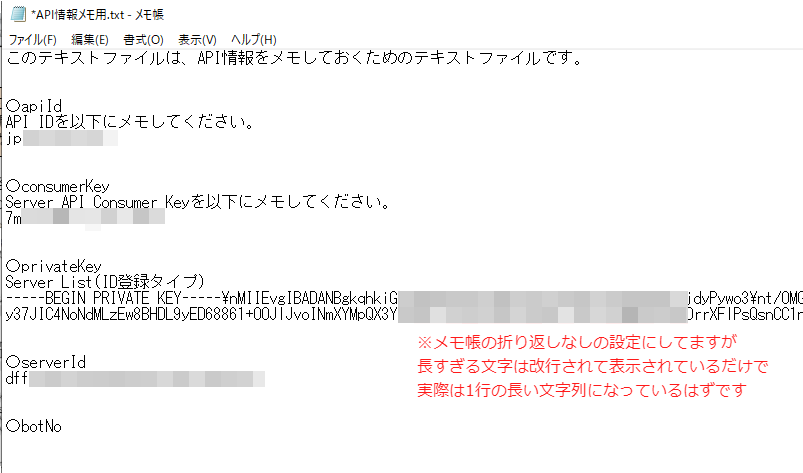 *API情報メモ用.txt - メモ帳
ファイル(F) 編集(E) 書式(O) 表示(V) ヘルプ(H)
このテキストファイルは、API情報をメモしておくためのテキストファイルです。
○apiId
API IDを以下にメモしてください。
jp
○consumerKey
Server API Consumer Keyを以下にメモしてください。
7m
○privateKey
Server List(ID登録タイプ)
-----BEGIN PRIVATE KEY-----\nMIIEvgIBADANBgkqhkiG jdyPywo3\nt/OMG
y37JIC4NoNdMLzEw8BHDL9yED68861+OOJIJvoINmXYMpQX3Y DrrXFIPsQsnCC1r
※メモ帳の折り返しなしの設定にしてますが
長すぎる文字は改行されて表示されているだけで
実際は1行の長い文字列になっているはずです
○serverId
dff
○botNo